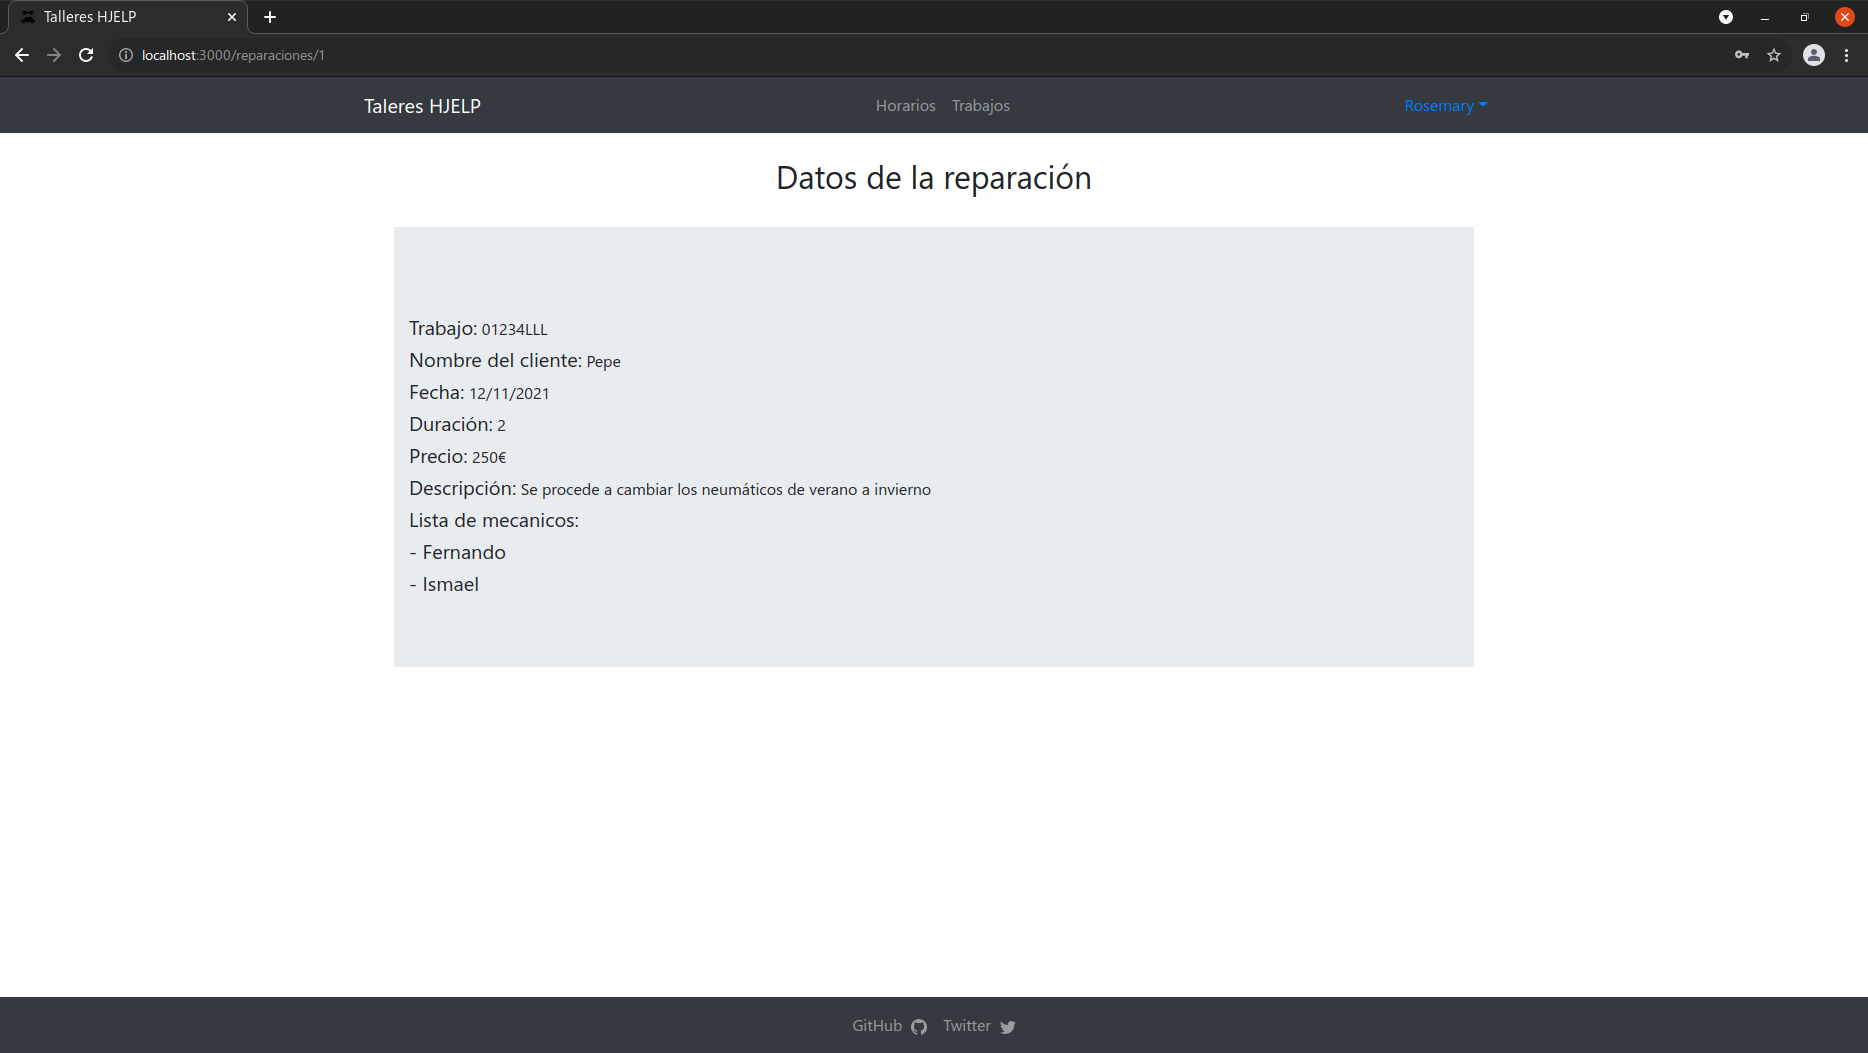 Talleres HJELP
localhost:3000/reparaciones/1
Taleres HJELP
Horarios Trabajos
Rosemary
Datos de la reparación
Trabajo: 01234LLL
Nombre del cliente: Pepe
Fecha: 12/11/2021
Duración: 2
Precio: 250€
Descripción: Se procede a cambiar los neumáticos de verano a invierno
Lista de mecanicos:
- Fernando
- Ismael
GitHub Twitter